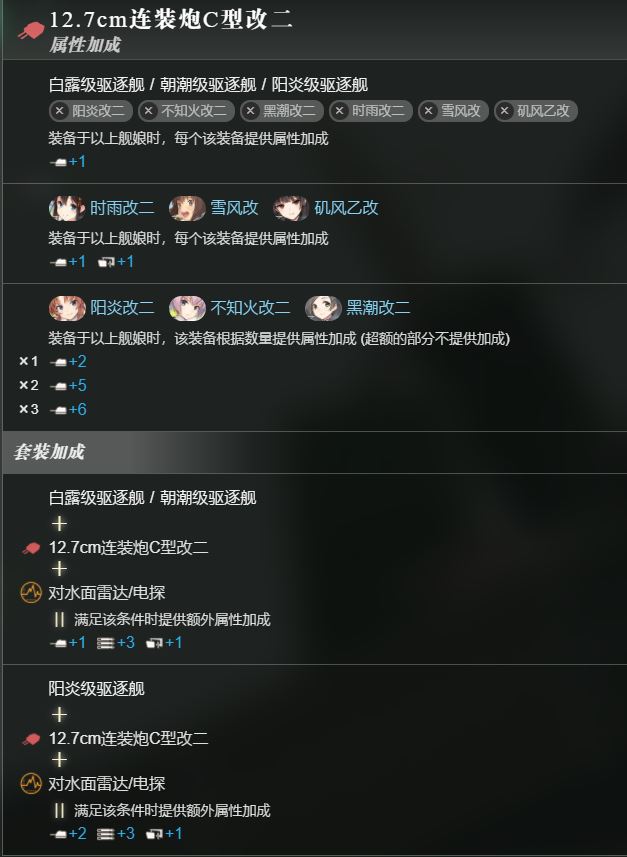 12.7cm连装炮C型改二
属性加成
白露级驱逐舰 / 朝潮级驱逐舰 / 阳炎级驱逐舰
× 阳炎改二 × 不知火改二 × 黑潮改二 × 时雨改二 × 雪风改 × 矶风乙改
装备于以上舰娘时，每个该装备提供属性加成
+1
时雨改二 雪风改 矶风乙改
装备于以上舰娘时，每个该装备提供属性加成
+1 +1
阳炎改二 不知火改二 黑潮改二
装备于以上舰娘时，该装备根据数量提供属性加成 (超额的部分不提供加成)
×1 +2
×2 +5
×3 +6
套装加成
白露级驱逐舰 / 朝潮级驱逐舰
+
12.7cm连装炮C型改二
+
对水面雷达/电探
|| 满足该条件时提供额外属性加成
+1 +3 +1
阳炎级驱逐舰
+
12.7cm连装炮C型改二
+
对水面雷达/电探
|| 满足该条件时提供额外属性加成
+2 +3 +1